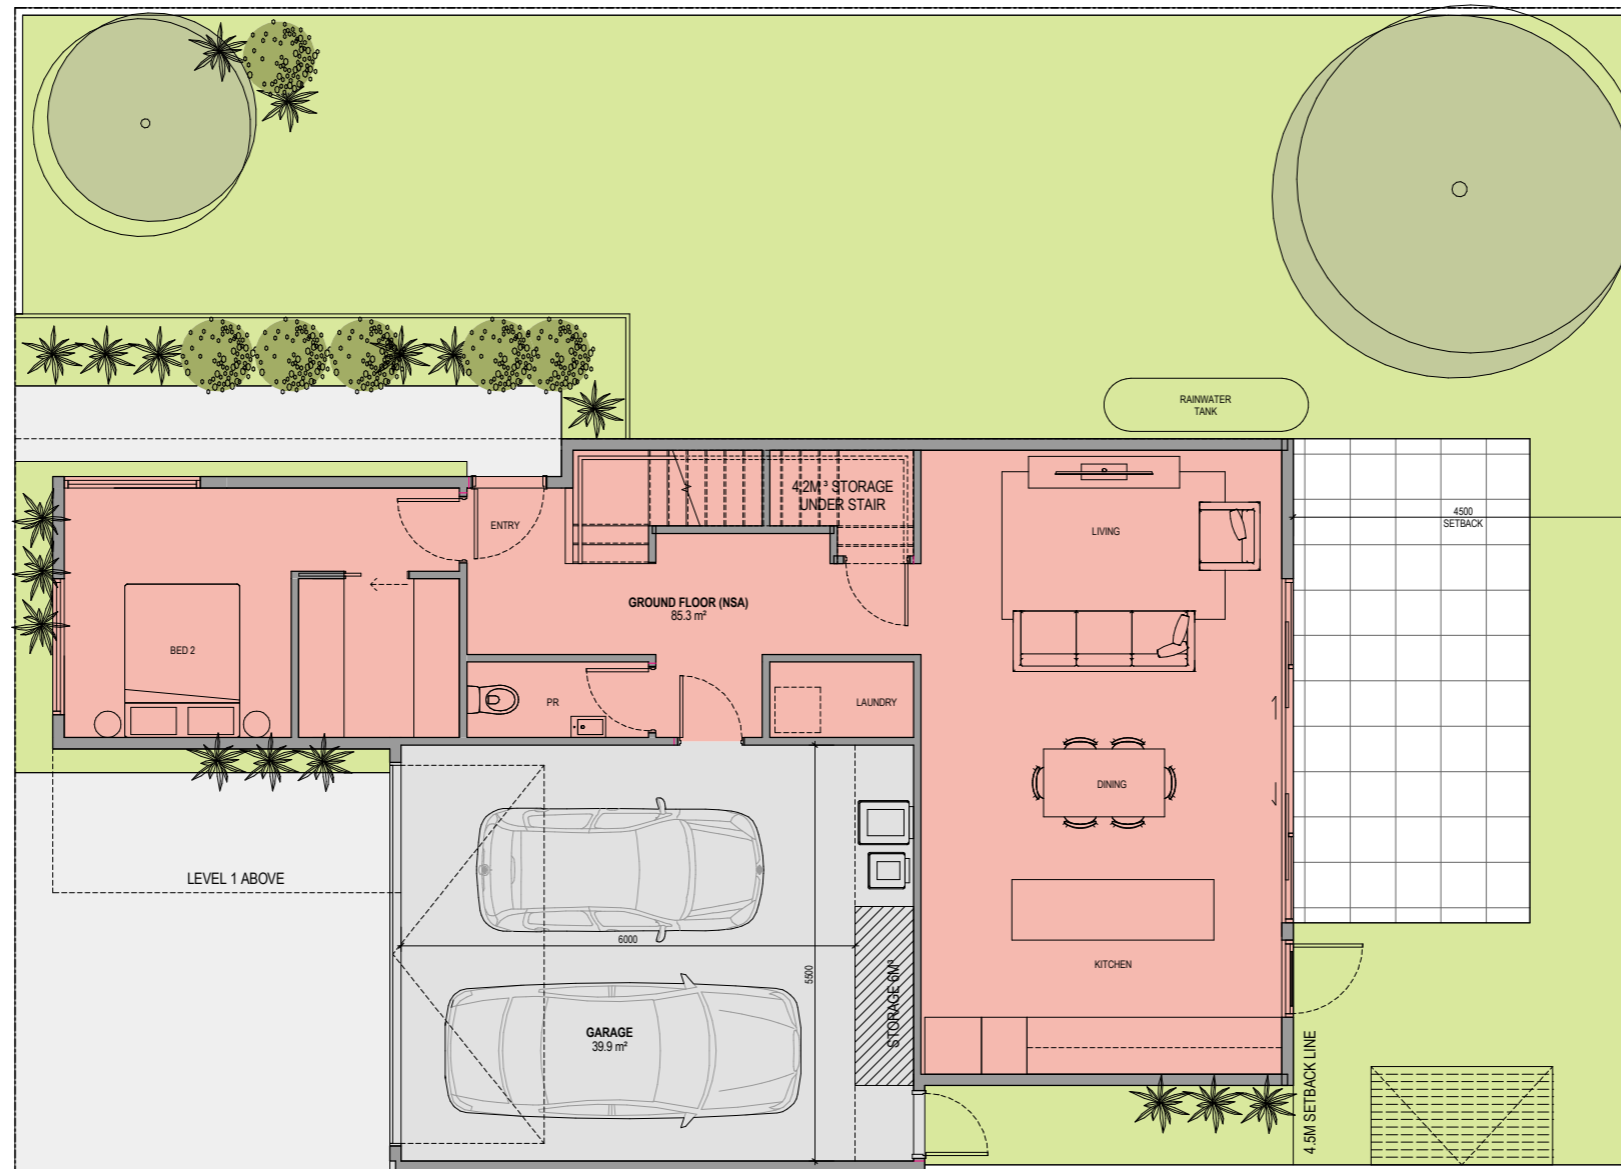 RAINWATER
TANK
4.2M³ STORAGE
UNDER STAIR
ENTRY
LIVING
4500
SETBACK
GROUND FLOOR (NSA)
85.3 m²
BED 2
PR
LAUNDRY
DINING
LEVEL 1 ABOVE
6000
5500
STORAGE 6M³
KITCHEN
GARAGE
39.9 m²
4.5M SETBACK LINE